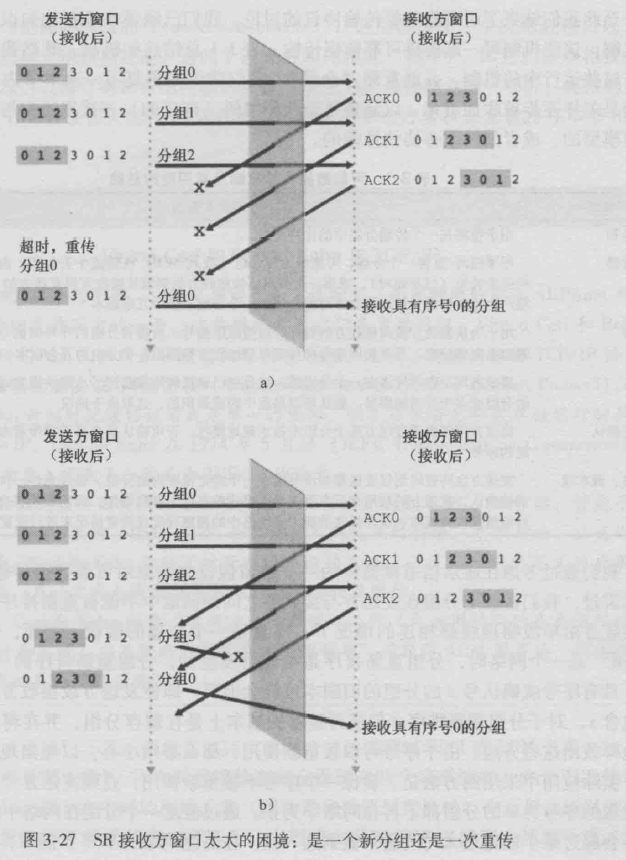 发送方窗口 接收方窗口
（接收后） （接收后）
0 1 2 3 0 1 2 分组0
ACK0 0 1 2 3 0 1 2
0 1 2 3 0 1 2 分组1
ACK1 0 1 2 3 0 1 2
0 1 2 3 0 1 2 分组2
ACK2 0 1 2 3 0 1 2
x
x
x
超时，重传
分组0
0 1 2 3 0 1 2 分组0
接收具有序号0的分组
a）
发送方窗口 接收方窗口
（接收后） （接收后）
0 1 2 3 0 1 2 分组0
ACK0 0 1 2 3 0 1 2
0 1 2 3 0 1 2 分组1
ACK1 0 1 2 3 0 1 2
0 1 2 3 0 1 2 分组2
ACK2 0 1 2 3 0 1 2
0 1 2 3 0 1 2 分组3
x
0 1 2 3 0 1 2 分组0
接收具有序号0的分组
b）
图 3-27 SR 接收方窗口太大的困境：是一个新分组还是一次重传